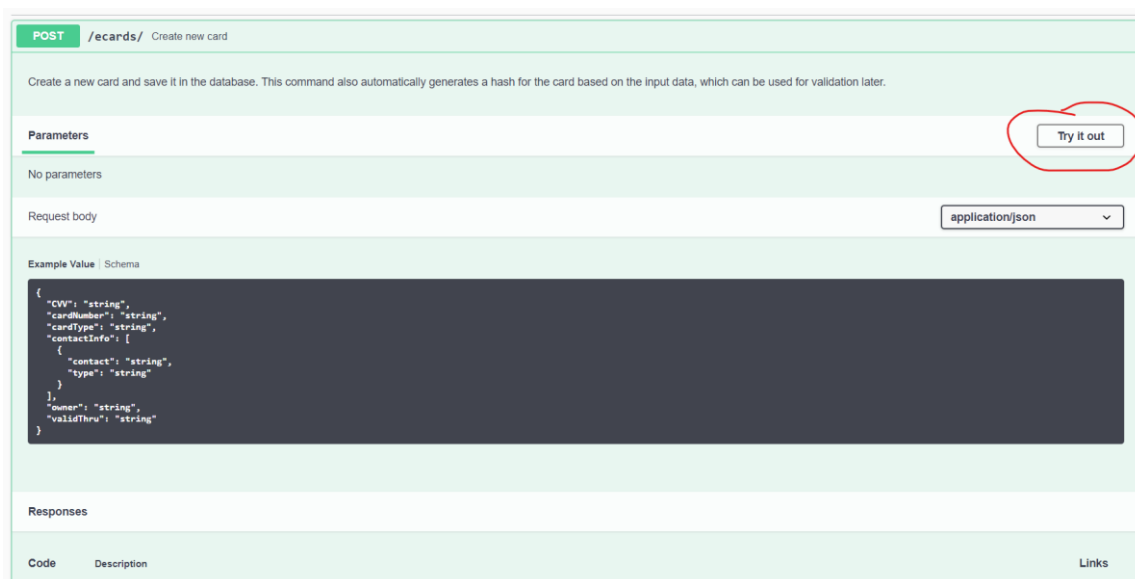 POST /ecards/ Create new card
Create a new card and save it in the database. This command also automatically generates a hash for the card based on the input data, which can be used for validation later.
Parameters
Try it out
No parameters
Request body
application/json
Example Value | Schema
{
"CVV": "string",
"cardNumber": "string",
"cardType": "string",
"contactInfo": [
{
"contact": "string",
"type": "string"
}
],
"owner": "string",
"validThru": "string"
}
Responses
Code Description Links